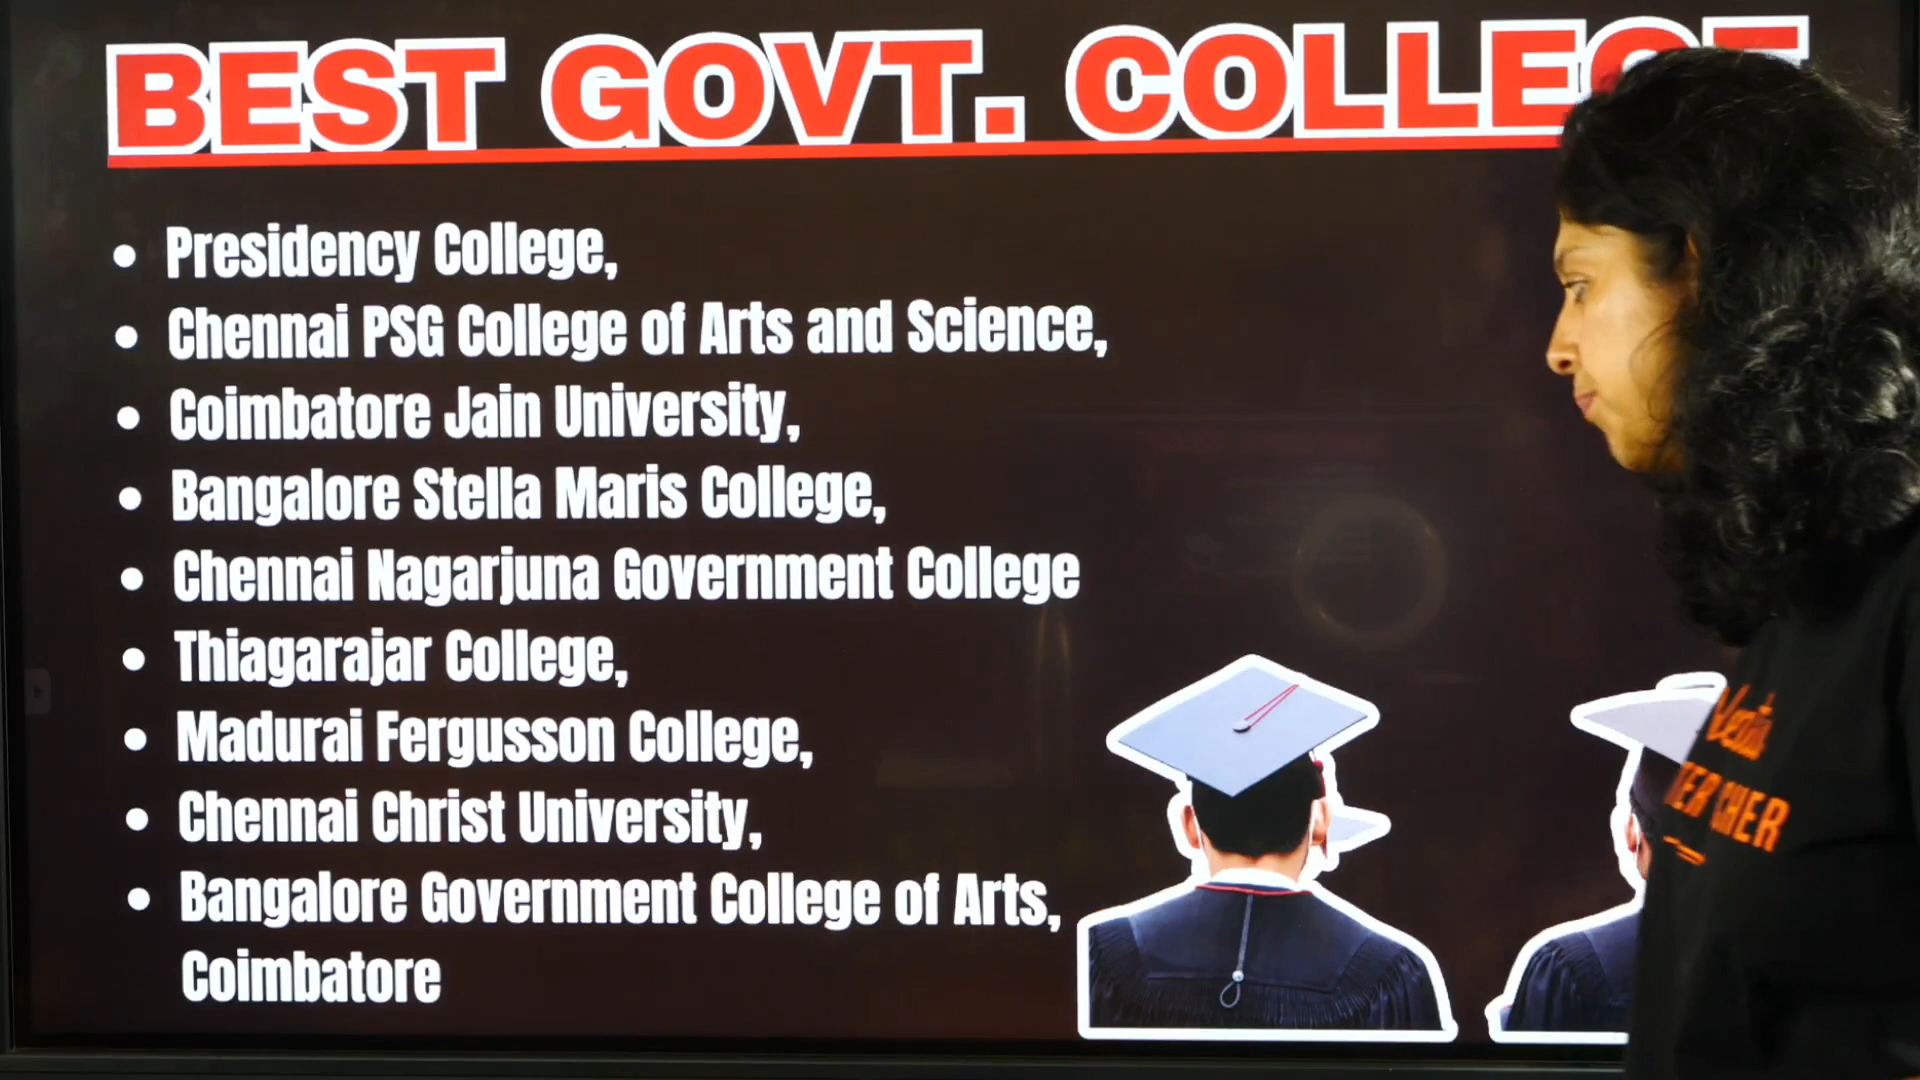 BEST GOVT. COLLEGE
• Presidency College,
• Chennai PSG College of Arts and Science,
• Coimbatore Jain University,
• Bangalore Stella Maris College,
• Chennai Nagarjuna Government College
• Thiagarajar College,
• Madurai Fergusson College,
• Chennai Christ University,
• Bangalore Government College of Arts,
Coimbatore